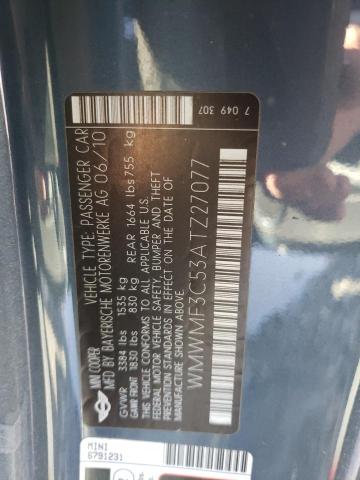 7 049 307
MINI COOPER
VEHICLE TYPE: PASSENGER CAR
MFD BY BAYERISCHE MOTORENWERKE AG 06/10
GVWR 3384 lbs 1535 kg
GAWR FRONT 1830 lbs 830 kg REAR 1664 lbs 755 kg
THIS VEHICLE CONFORMS TO ALL APPLICABLE U.S.
FEDERAL MOTOR VEHICLE SAFETY, BUMPER AND THEFT
PREVENTION STANDARDS IN EFFECT ON THE DATE OF
MANUFACTURE SHOWN ABOVE.
WMWMF3C53ATZ27077
MINI
6791231